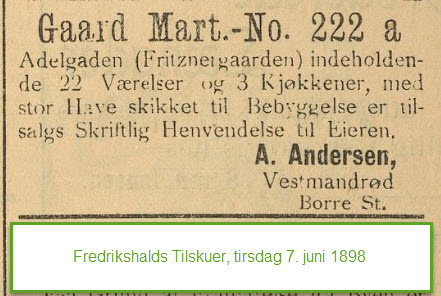 Gaard Mart.-No. 222 a
Adelgaden (Fritznergaarden) indeholden-
de 22 Værelser og 3 Kjøkkener, med
stor Have skikket til Bebyggelse er til-
salgs Skriftlig Henvendelse til Eieren,
A. Andersen,
Vestmandrød
Borre St.
Fredrikshalds Tilskuer, tirsdag 7. juni 1898